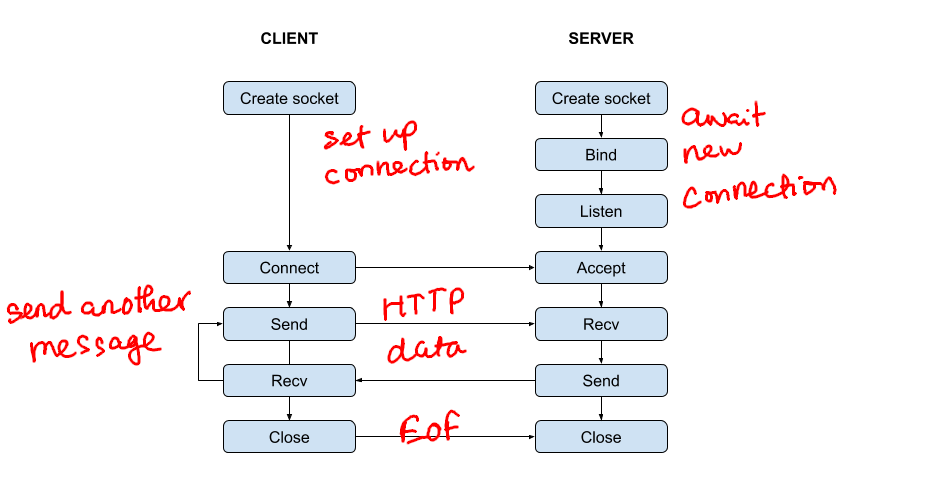 CLIENT
SERVER
Create socket
Create socket
set up
connection
await
new
connection
Bind
Listen
Connect
Accept
send another
message
Send
HTTP
data
Recv
Recv
Send
Close
EOF
Close